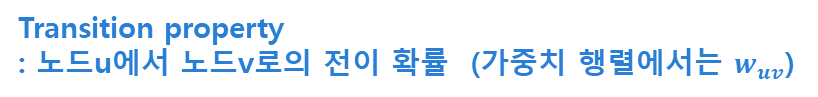 Transition property
: 노드u에서 노드v로의 전이 확률 (가중치 행렬에서는 𝒘𝒖𝒗)